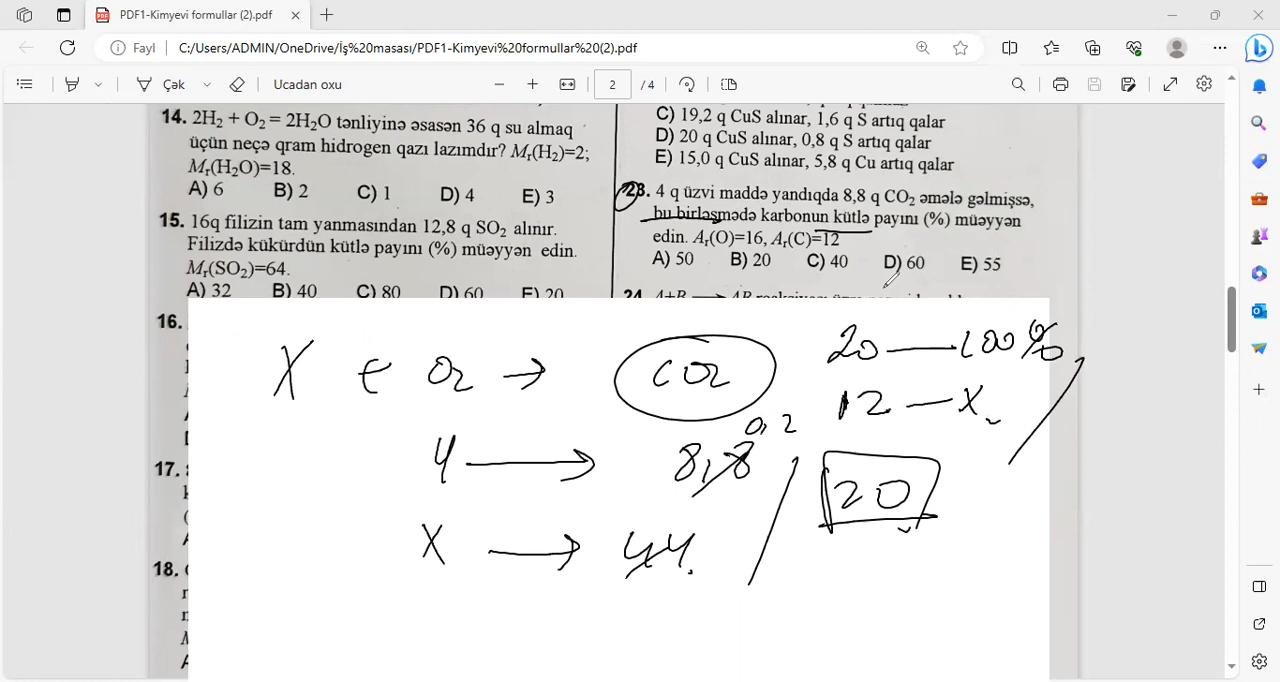 PDF1-Kimyevi formullar (2).pdf
Fayl
C:/Users/ADMIN/OneDrive/İş%20masası/PDF1-Kimyevi%20formullar%20(2).pdf
Çək
Ucadan oxu
2
/ 4
14. 2H₂ + O₂ = 2H₂O tənliyinə əsasən 36 q su almaq
üçün neçə qram hidrogen qazı lazımdır? Mᵣ(H₂)=2;
Mᵣ(H₂O)=18.
A) 6 B) 2 C) 1 D) 4 E) 3
15. 16q filizin tam yanmasından 12,8 q SO₂ alınır.
Filizdə kükürdün kütlə payını (%) müəyyən edin.
Mᵣ(SO₂)=64.
A) 32 B) 40 C) 80 D) 60 E) 20
16.
17.
18.
C) 19,2 q CuS alınar, 1,6 q S artıq qalar
D) 20 q CuS alınar, 0,8 q S artıq qalar
E) 15,0 q CuS alınar, 5,8 q Cu artıq qalar
23. 4 q üzvi maddə yandıqda 8,8 q CO₂ əmələ gəlmişsə,
bu birləşmədə karbonun kütlə payını (%) müəyyən
edin. Aᵣ(O)=16, Aᵣ(C)=12
A) 50 B) 20 C) 40 D) 60 E) 55
24.
X + O₂ → CO₂
4 → 8,8
0,2
X → 44
20 — 100%
12 — X
20